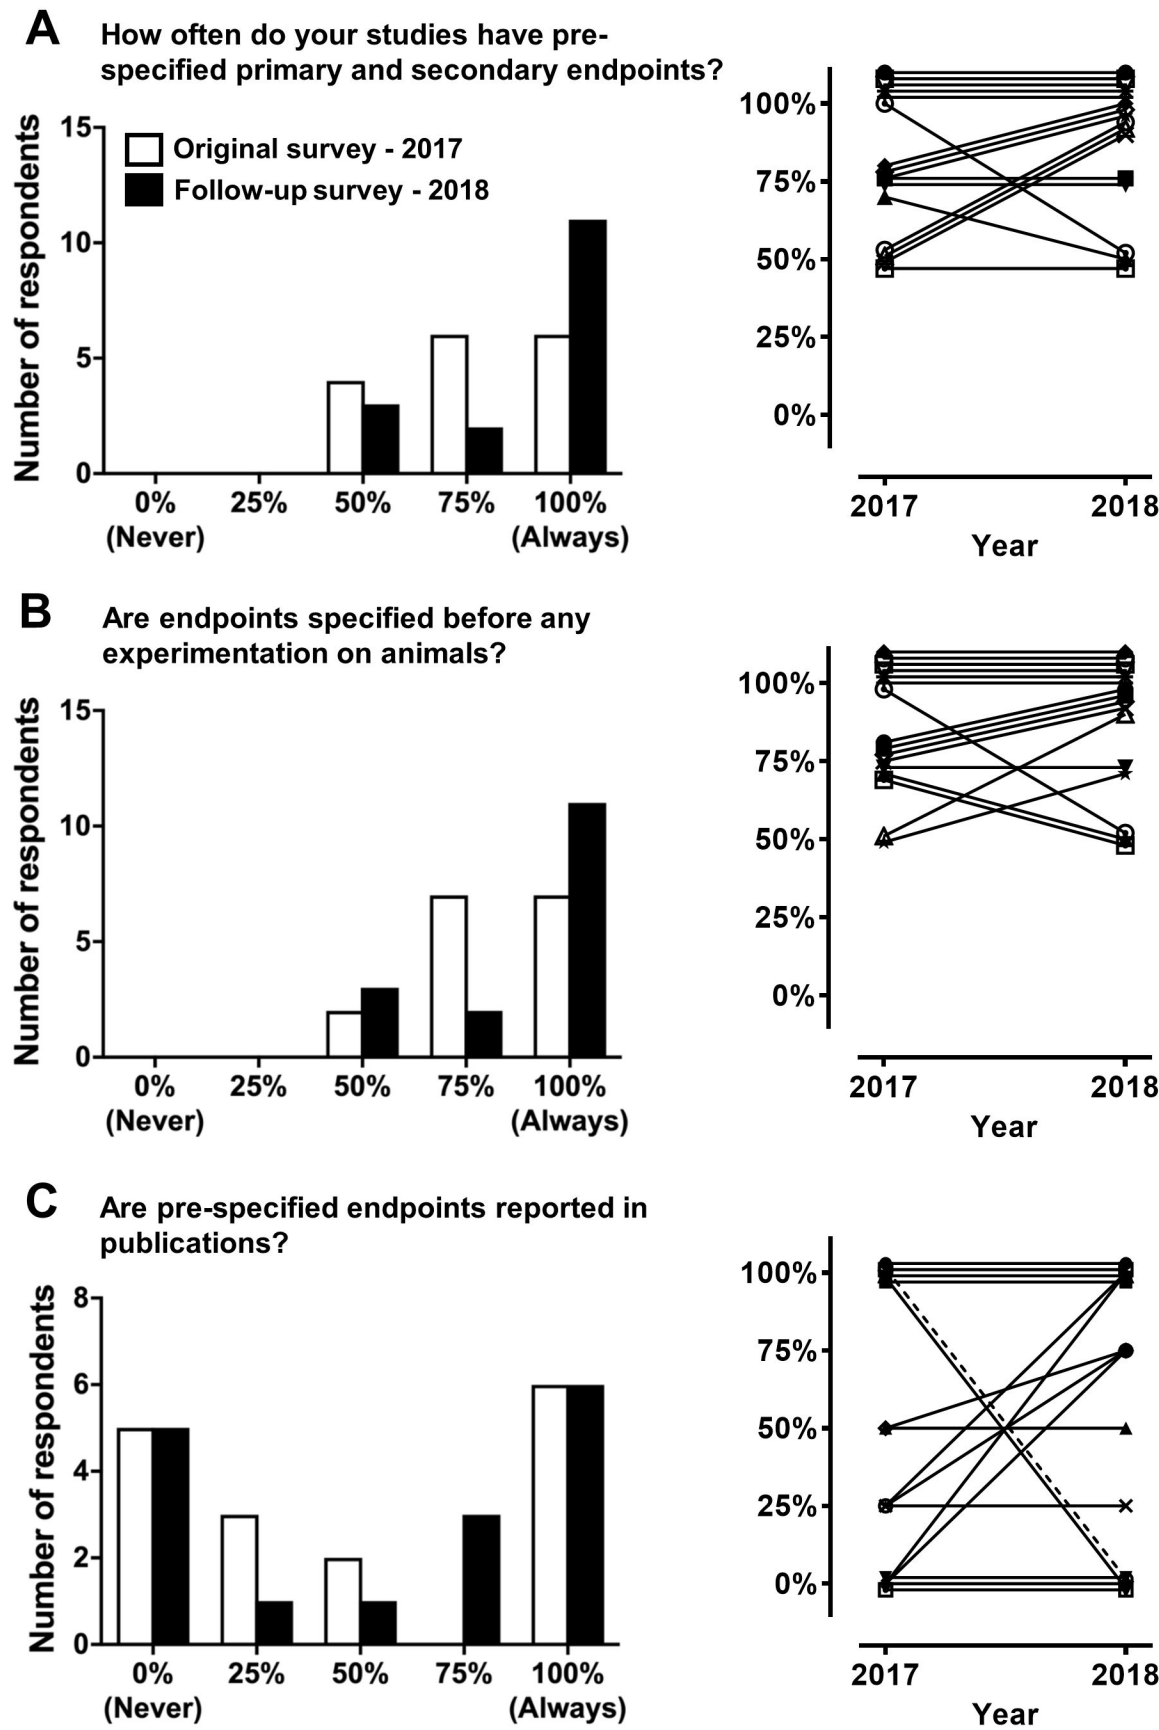 A
How often do your studies have pre-
specified primary and secondary endpoints?
Number of respondents
15
10
5
0
Original survey - 2017
Follow-up survey - 2018
0%
25%
50%
75%
100%
(Never)
(Always)
100%
75%
50%
25%
0%
2017
2018
Year
B
Are endpoints specified before any
experimentation on animals?
Number of respondents
15
10
5
0
0%
25%
50%
75%
100%
(Never)
(Always)
100%
75%
50%
25%
0%
2017
2018
Year
C
Are pre-specified endpoints reported in
publications?
Number of respondents
8
6
4
2
0
0%
25%
50%
75%
100%
(Never)
(Always)
100%
75%
50%
25%
0%
2017
2018
Year